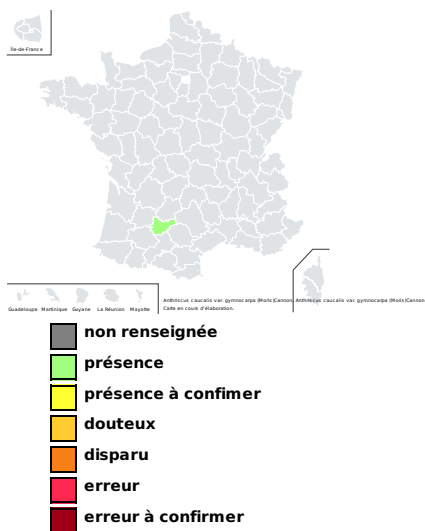 Île-de-France
Guadeloupe Martinique Guyane La Réunion Mayotte
Anthriscus caucalis var. gymnocarpa (Moris)Cannon, Anthriscus caucalis var. gymnocarpa (Moris)Cannon
Carte en cours d'élaboration.
non renseignée
présence
présence à confimer
douteux
disparu
erreur
erreur à confirmer